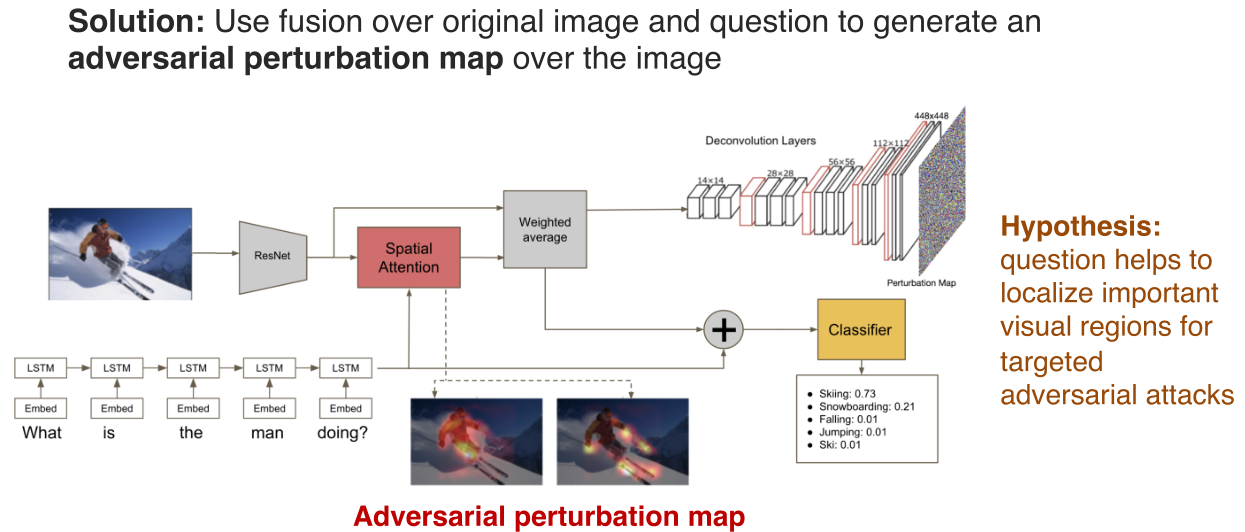 Solution: Use fusion over original image and question to generate an
adversarial perturbation map over the image
Deconvolution Layers
14×14
28×28
56×56
112×112
448x448
Perturbation Map
ResNet
Spatial
Attention
Weighted
average
Hypothesis:
question helps to
localize important
visual regions for
targeted
adversarial attacks
+
Classifier
LSTM
LSTM
LSTM
LSTM
LSTM
Embed
Embed
Embed
Embed
Embed
What is the man doing?
• Skiing: 0.73
• Snowboarding: 0.21
• Falling: 0.01
• Jumping: 0.01
• Ski: 0.01
Adversarial perturbation map